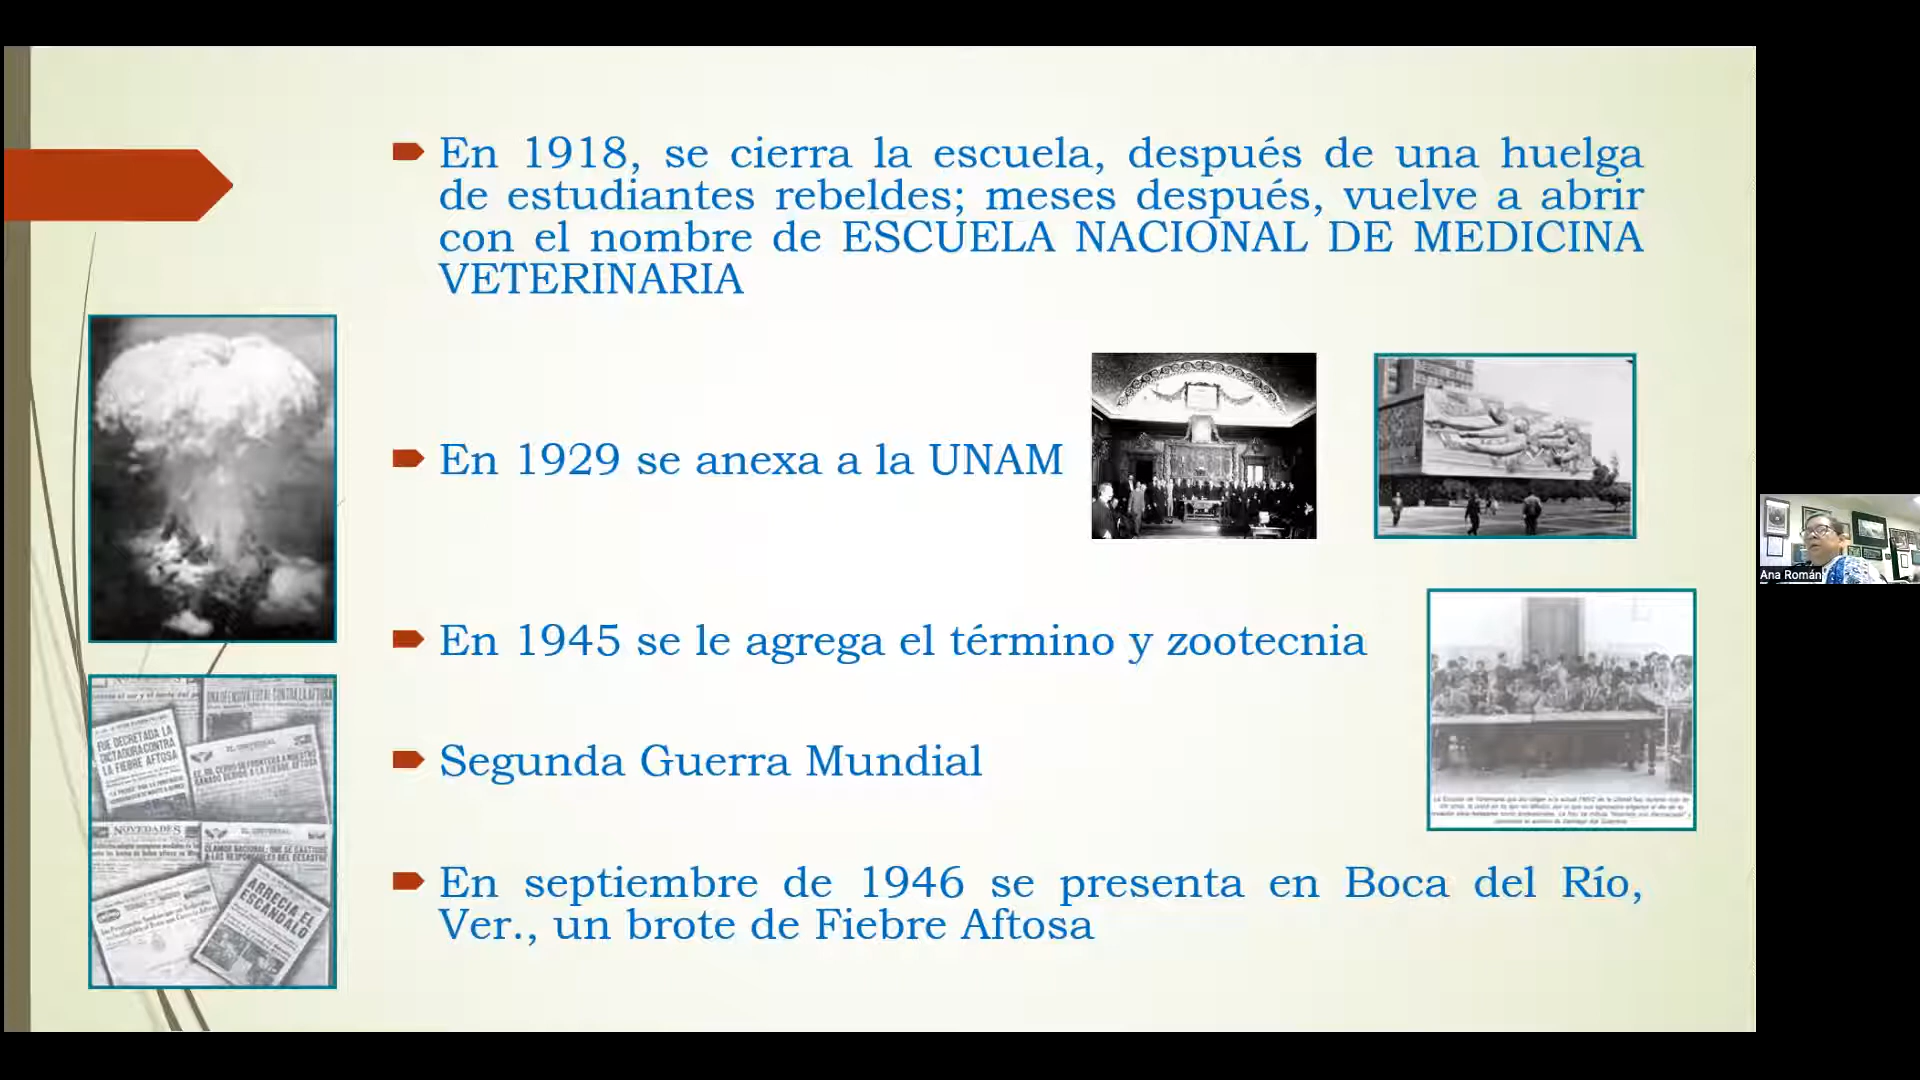 En 1918, se cierra la escuela, después de una huelga
de estudiantes rebeldes; meses después, vuelve a abrir
con el nombre de ESCUELA NACIONAL DE MEDICINA
VETERINARIA
En 1929 se anexa a la UNAM
En 1945 se le agrega el término y zootecnia
Segunda Guerra Mundial
En septiembre de 1946 se presenta en Boca del Río,
Ver., un brote de Fiebre Aftosa
FUE DECRETADA LA
DICTADURA CONTRA
LA FIEBRE AFTOSA
EL UNIVERSAL
NOVEDADES
EL UNIVERSAL
ARRECIA EL
ESCANDALO
Ana Román